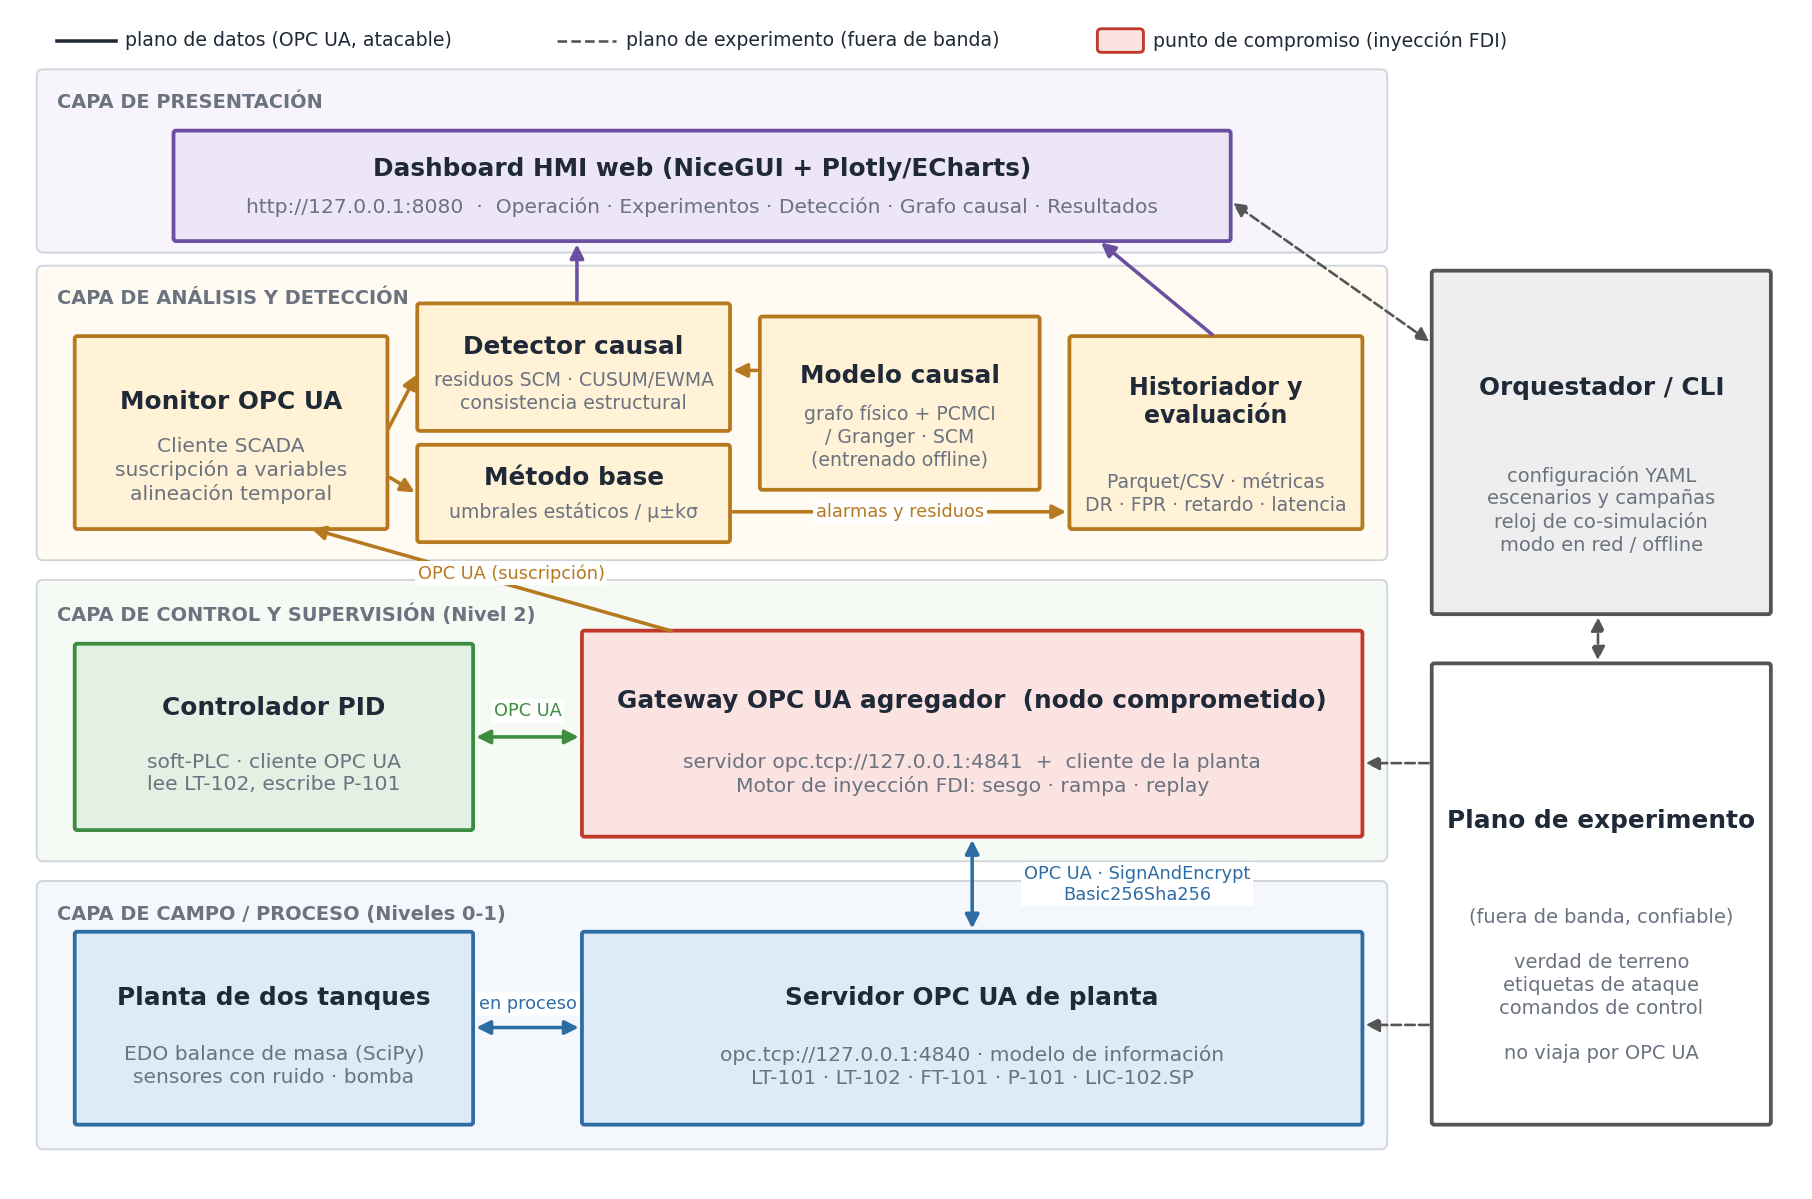 plano de datos (OPC UA, atacable)
plano de experimento (fuera de banda)
punto de compromiso (inyección FDI)
CAPA DE PRESENTACIÓN
Dashboard HMI web (NiceGUI + Plotly/ECharts)
http://127.0.0.1:8080 · Operación · Experimentos · Detección · Grafo causal · Resultados
CAPA DE ANÁLISIS Y DETECCIÓN
Monitor OPC UA
Cliente SCADA
suscripción a variables
alineación temporal
Detector causal
residuos SCM · CUSUM/EWMA
consistencia estructural
Método base
umbrales estáticos / μ±kσ
Modelo causal
grafo físico + PCMCI
/ Granger · SCM
(entrenado offline)
alarmas y residuos
Historiador y
evaluación
Parquet/CSV · métricas
DR · FPR · retardo · latencia
OPC UA (suscripción)
CAPA DE CONTROL Y SUPERVISIÓN (Nivel 2)
Controlador PID
soft-PLC · cliente OPC UA
lee LT-102, escribe P-101
OPC UA
Gateway OPC UA agregador (nodo comprometido)
servidor opc.tcp://127.0.0.1:4841 + cliente de la planta
Motor de inyección FDI: sesgo · rampa · replay
OPC UA · SignAndEncrypt
Basic256Sha256
CAPA DE CAMPO / PROCESO (Niveles 0-1)
Planta de dos tanques
EDO balance de masa (SciPy)
sensores con ruido · bomba
en proceso
Servidor OPC UA de planta
opc.tcp://127.0.0.1:4840 · modelo de información
LT-101 · LT-102 · FT-101 · P-101 · LIC-102.SP
Orquestador / CLI
configuración YAML
escenarios y campañas
reloj de co-simulación
modo en red / offline
Plano de experimento
(fuera de banda, confiable)
verdad de terreno
etiquetas de ataque
comandos de control
no viaja por OPC UA